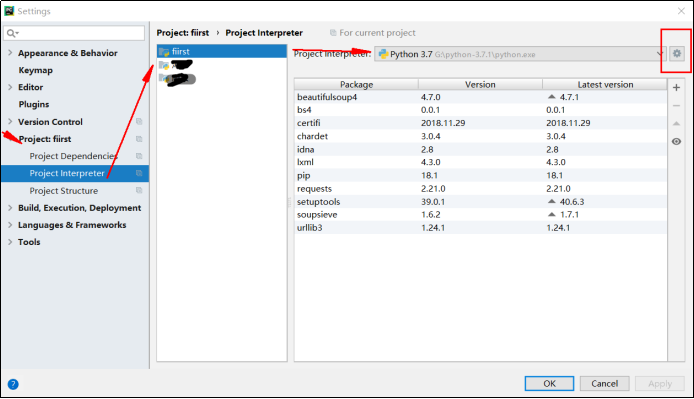 Settings
Project: fiirst › Project Interpreter For current project
Appearance & Behavior
Keymap
Editor
Plugins
Version Control
Project: fiirst
Project Dependencies
Project Interpreter
Project Structure
Build, Execution, Deployment
Languages & Frameworks
Tools
fiirst
Project Interpreter: Python 3.7 G:\python-3.7.1\python.exe
Package Version Latest version
beautifulsoup4 4.7.0 4.7.1
bs4 0.0.1 0.0.1
certifi 2018.11.29 2018.11.29
chardet 3.0.4 3.0.4
idna 2.8 2.8
lxml 4.3.0 4.3.0
pip 18.1 18.1
requests 2.21.0 2.21.0
setuptools 39.0.1 40.6.3
soupsieve 1.6.2 1.7.1
urllib3 1.24.1 1.24.1
? OK Cancel Apply